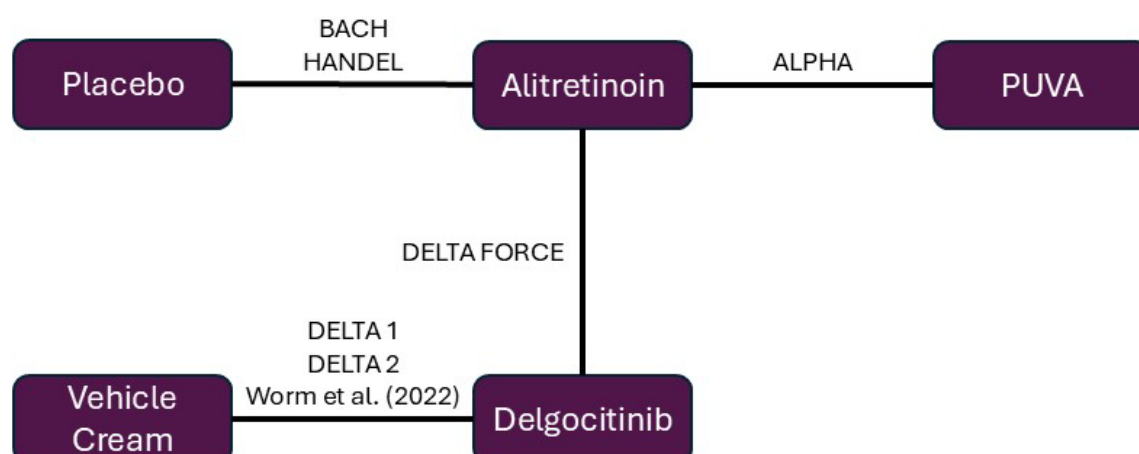 BACH
HANDEL
Placebo
Alitretinoin
ALPHA
PUVA
DELTA FORCE
DELTA 1
DELTA 2
Worm et al. (2022)
Vehicle
Cream
Delgocitinib